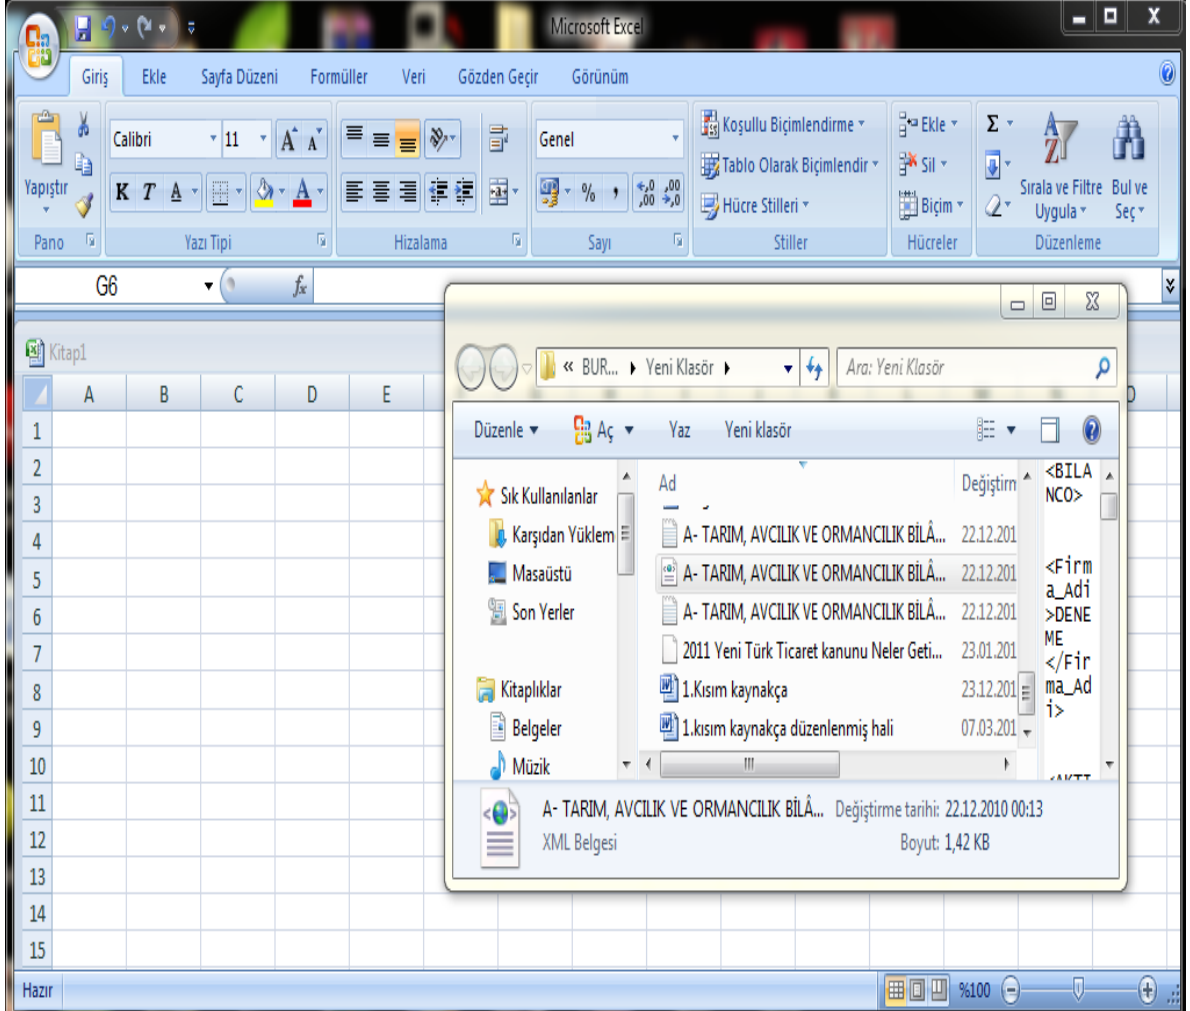 Microsoft Excel
Giriş Ekle Sayfa Düzeni Formüller Veri Gözden Geçir Görünüm
Yapıştır
Pano
Calibri 11
K T A
Yazı Tipi
Hizalama
Genel
% ,00 ,00
Sayı
Koşullu Biçimlendirme
Tablo Olarak Biçimlendir
Hücre Stilleri
Stiller
Ekle
Sil
Biçim
Hücreler
Σ
Sırala ve Filtre Uygula
Bul ve Seç
Düzenleme
G6 fx
Kitap1
A B C D E
1
2
3
4
5
6
7
8
9
10
11
12
13
14
15
« BUR... Yeni Klasör Ara: Yeni Klasör
Düzenle Aç Yaz Yeni klasör
Sık Kullanılanlar
Karşıdan Yüklem
Masaüstü
Son Yerler
Kitaplıklar
Belgeler
Müzik
Ad Değiştirm
A- TARIM, AVCILIK VE ORMANCILIK BİLÂ... 22.12.201
A- TARIM, AVCILIK VE ORMANCILIK BİLÂ... 22.12.201
A- TARIM, AVCILIK VE ORMANCILIK BİLÂ... 22.12.201
2011 Yeni Türk Ticaret kanunu Neler Geti... 23.01.201
1.Kısım kaynakça 23.12.201
1.kısım kaynakça düzenlenmiş hali 07.03.201
<BILA
NCO>
<Firm
a_Adi
>DENE
ME
</Fir
ma_Ad
i>
A- TARIM, AVCILIK VE ORMANCILIK BİLÂ... Değiştirme tarihi: 22.12.2010 00:13
XML Belgesi Boyut: 1,42 KB
Hazır %100